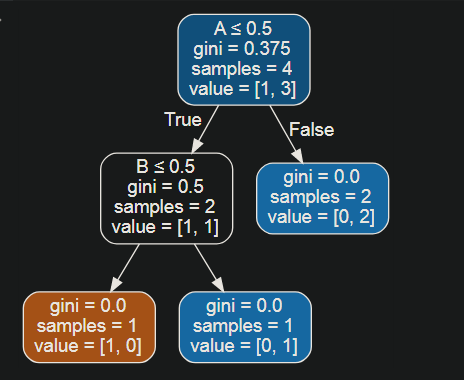 A ≤ 0.5
gini = 0.375
samples = 4
value = [1, 3]
True
False
B ≤ 0.5
gini = 0.5
samples = 2
value = [1, 1]
gini = 0.0
samples = 2
value = [0, 2]
gini = 0.0
samples = 1
value = [1, 0]
gini = 0.0
samples = 1
value = [0, 1]